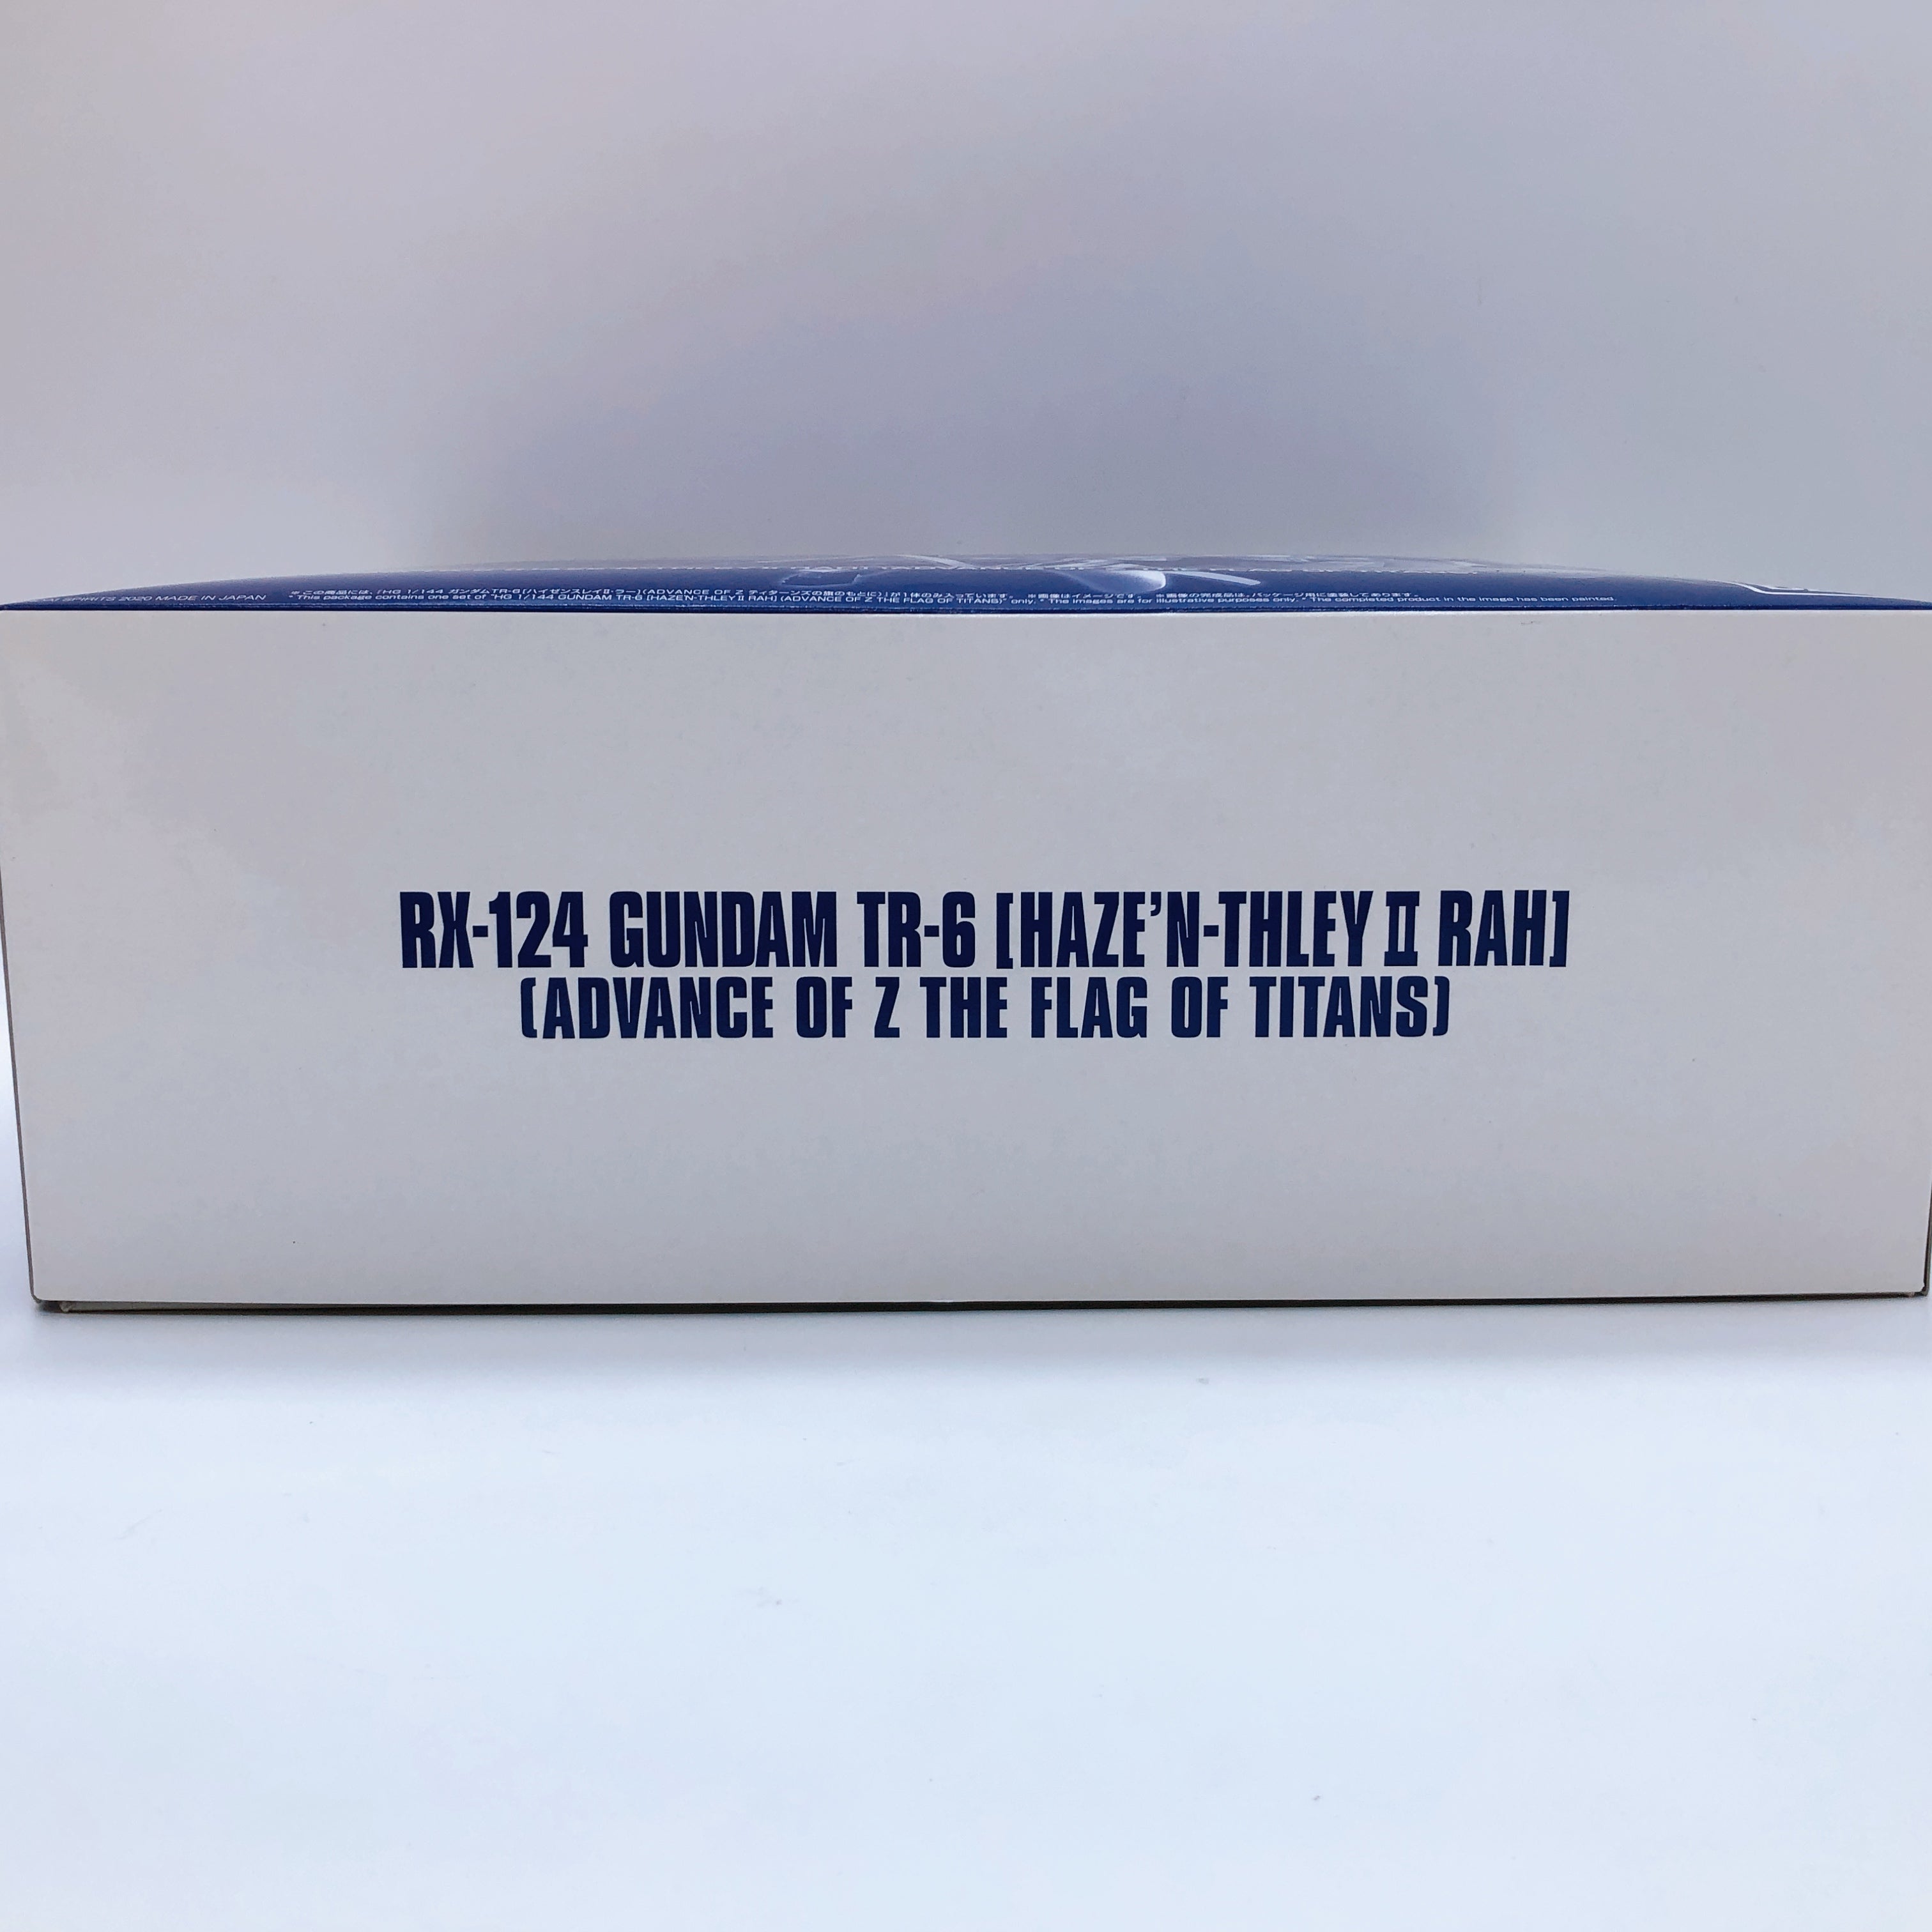 SPIRITS 2020 MADE IN JAPAN
※この商品には、「HG 1/144 ガンダムTR-6[ハイゼンスレイⅡ・ラー](ADVANCE OF Z ティターンズの旗のもとに)」が1体のみ入っています。 ※画像はイメージです。 ※画像の完成品は、パッケージ用に塗装してあります。
* This package contains one set of "HG 1/144 GUNDAM TR-6 [HAZEN-THLEYⅡ RAH] (ADVANCE OF Z THE FLAG OF TITANS)" only. * The images are for illustrative purposes only. * The completed product in the image has been painted.
RX-124 GUNDAM TR-6 [HAZE’N-THLEYⅡ RAH]
(ADVANCE OF Z THE FLAG OF TITANS)